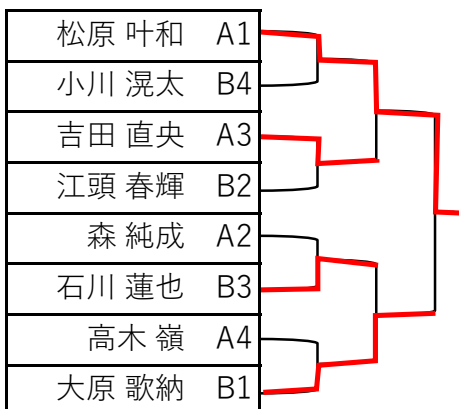 松原 叶和 A1
小川 滉太 B4
吉田 直央 A3
江頭 春輝 B2
森 純成 A2
石川 蓮也 B3
高木 嶺 A4
大原 歌納 B1